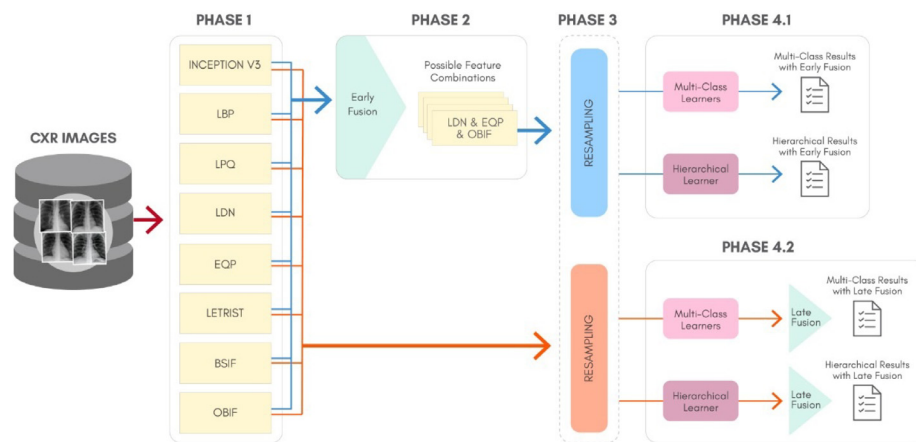 PHASE 1
PHASE 2
PHASE 3
PHASE 4.1
CXR IMAGES
INCEPTION V3
LBP
LPQ
LDN
EQP
LETRIST
BSIF
OBIF
Early
Fusion
Possible Feature
Combinations
LDN & EQP
& OBIF
RESAMPLING
Multi-Class
Learners
Multi-Class Results
with Early Fusion
Hierarchical
Learner
Hierarchical Results
with Early Fusion
PHASE 4.2
RESAMPLING
Multi-Class
Learners
Late
Fusion
Multi-Class Results
with Late Fusion
Hierarchical
Learner
Late
Fusion
Hierarchical Results
with Late Fusion